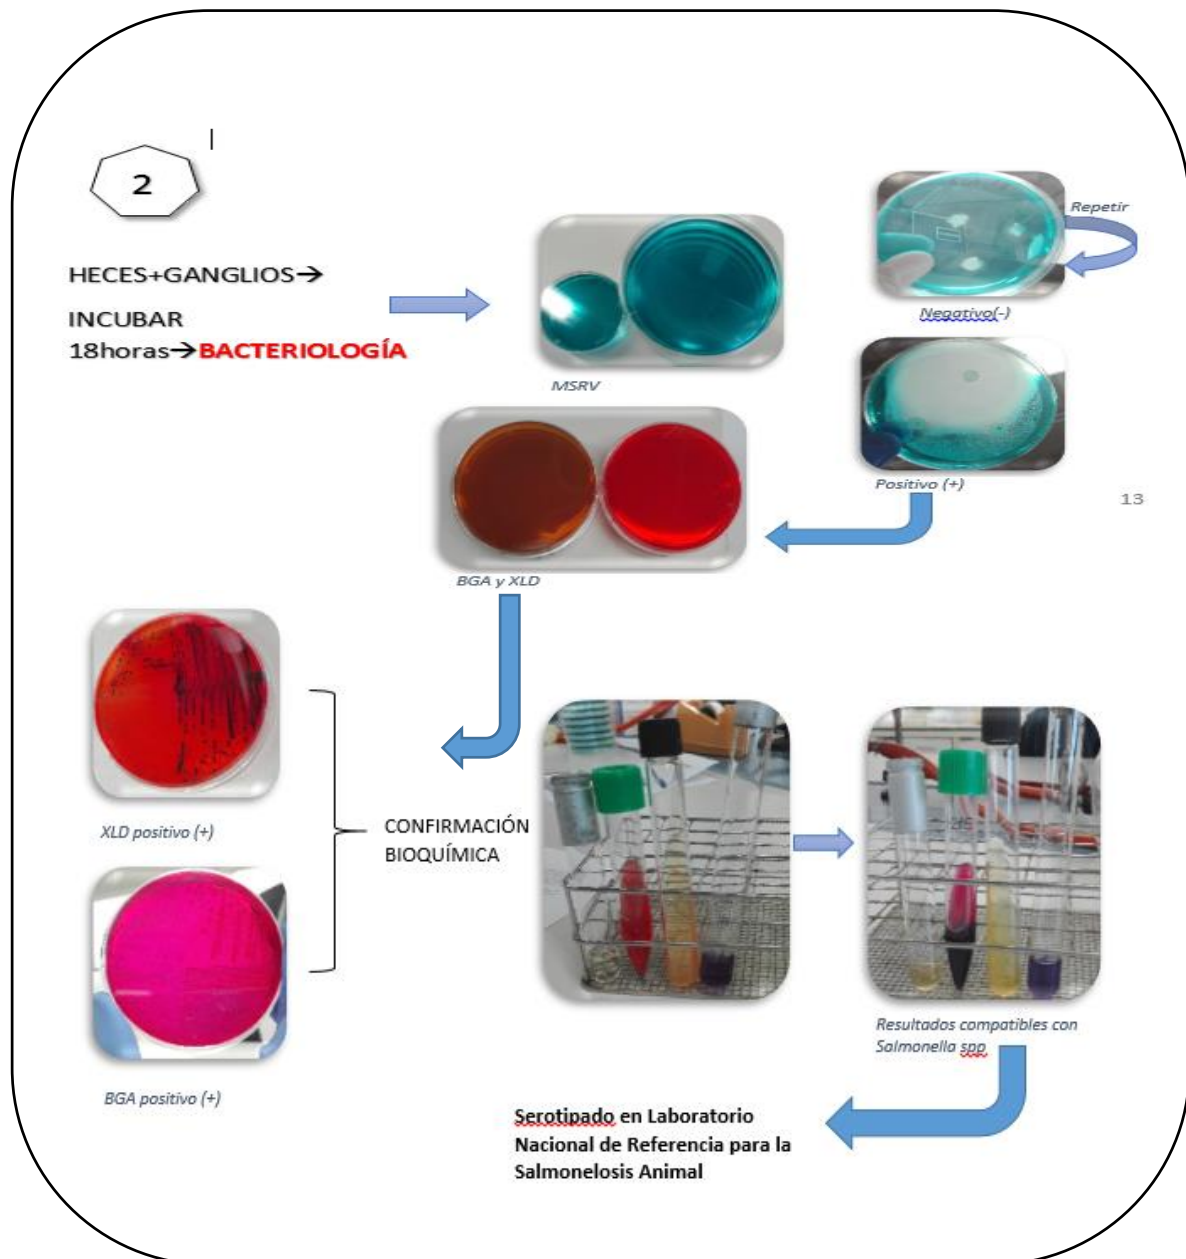 2
HECES+GANGLIOS→
INCUBAR
18horas→BACTERIOLOGÍA
MSRV
Repetir
Negativo(-)
Positivo (+)
13
BGA y XLD
XLD positivo (+)
CONFIRMACIÓN
BIOQUÍMICA
BGA positivo (+)
Resultados compatibles con
Salmonella spp
Serotipado en Laboratorio
Nacional de Referencia para la
Salmonelosis Animal